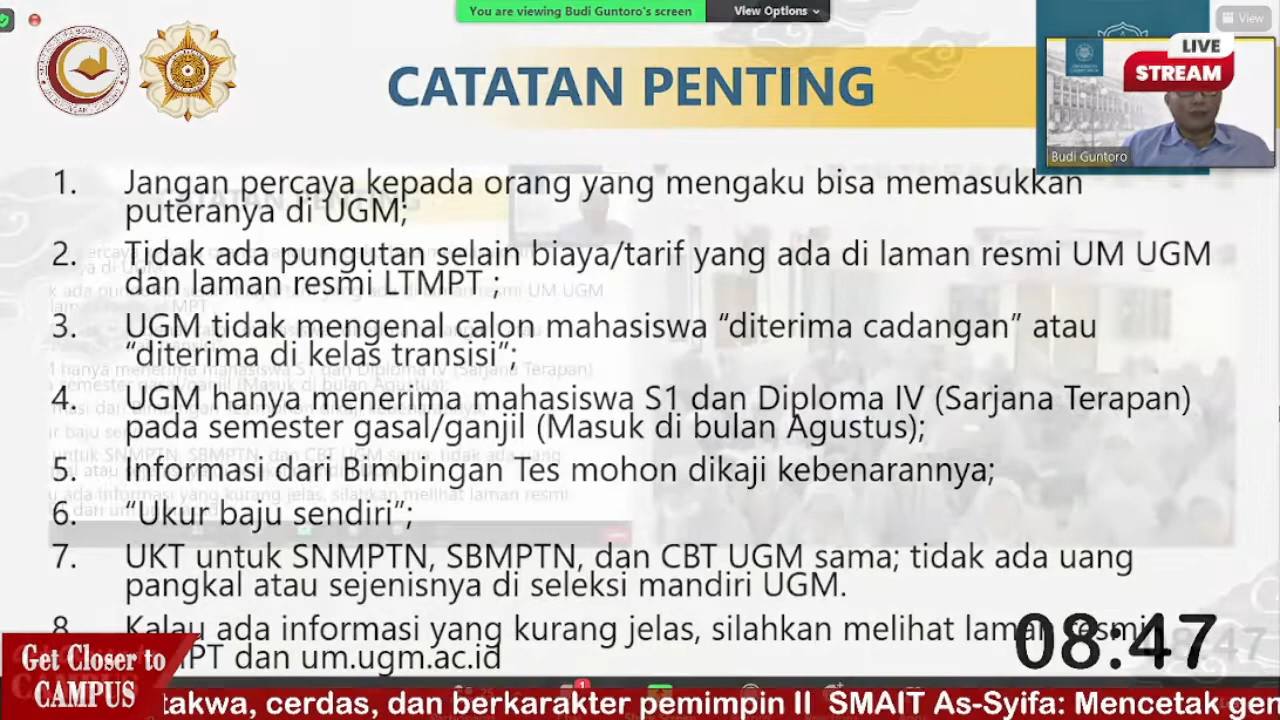 You are viewing Budi Guntoro's screen
View Options
View
LIVE
STREAM
Budi Guntoro
CATATAN PENTING
1. Jangan percaya kepada orang yang mengaku bisa memasukkan
puteranya di UGM;
2. Tidak ada pungutan selain biaya/tarif yang ada di laman resmi UM UGM
dan laman resmi LTMPT ;
3. UGM tidak mengenal calon mahasiswa “diterima cadangan” atau
“diterima di kelas transisi”;
4. UGM hanya menerima mahasiswa S1 dan Diploma IV (Sarjana Terapan)
pada semester gasal/ganjil (Masuk di bulan Agustus);
5. Informasi dari Bimbingan Tes mohon dikaji kebenarannya;
6. “Ukur baju sendiri”;
7. UKT untuk SNMPTN, SBMPTN, dan CBT UGM sama; tidak ada uang
pangkal atau sejenisnya di seleksi mandiri UGM.
8 Kalau ada informasi yang kurang jelas, silahkan melihat laman resmi
dan um.ugm.ac.id
08:47
Get Closer to
CAMPUS
takwa, cerdas, dan berkarakter pemimpin II SMAIT As-Syifa: Mencetak gen